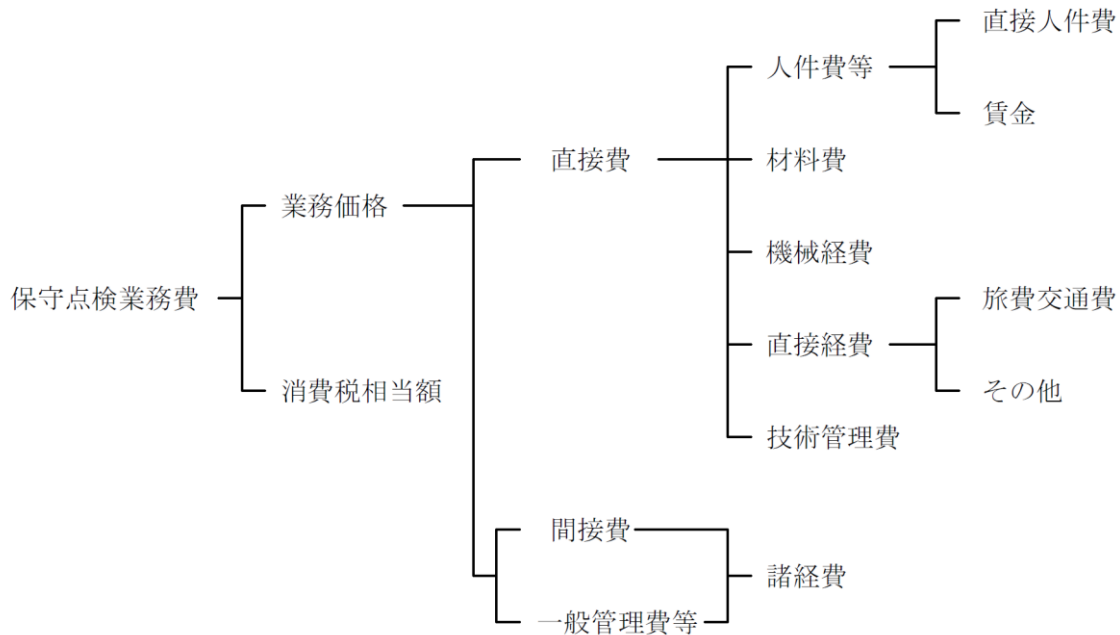 直接人件費
人件費等
賃金
直接費
材料費
業務価格
機械経費
保守点検業務費
旅費交通費
直接経費
消費税相当額
その他
技術管理費
間接費
諸経費
一般管理費等